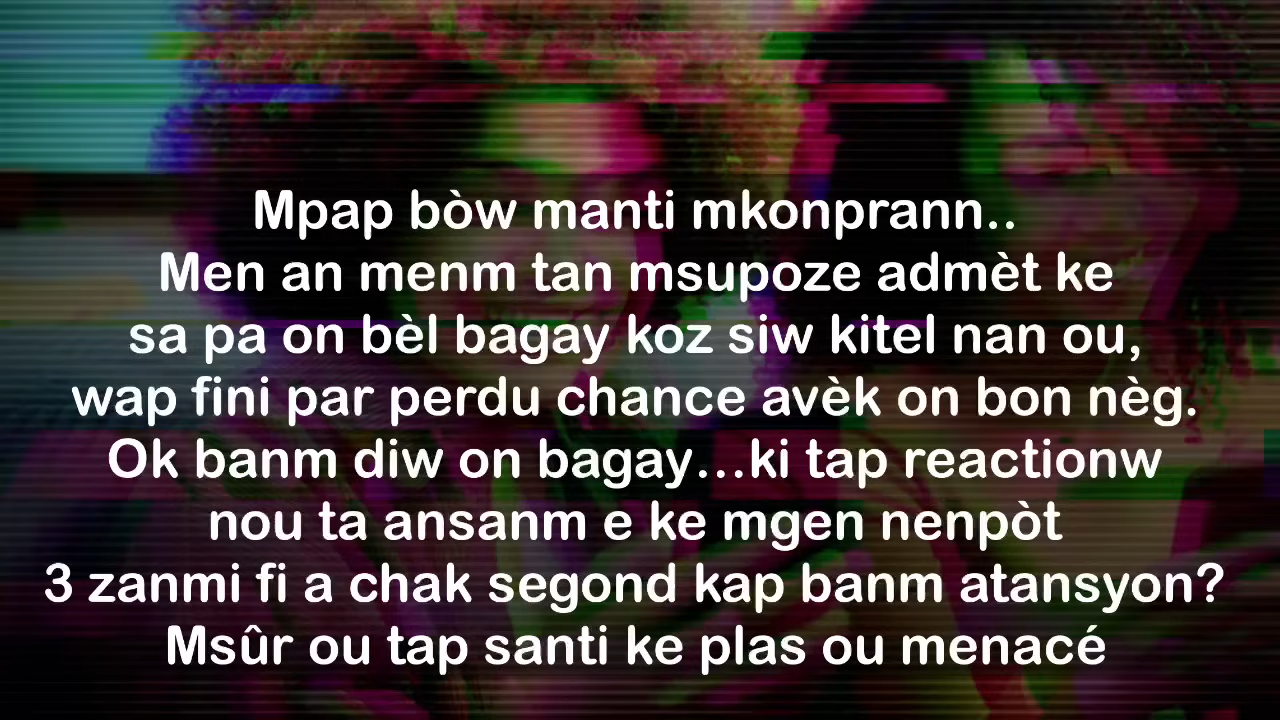 Mpap bòw manti mkonprann..
Men an menm tan msupoze admèt ke
sa pa on bèl bagay koz siw kitel nan ou,
wap fini par perdu chance avèk on bon nèg.
Ok banm diw on bagay...ki tap reactionw
nou ta ansanm e ke mgen nenpòt
3 zanmi fi a chak segond kap banm atansyon?
Msûr ou tap santi ke plas ou menacé